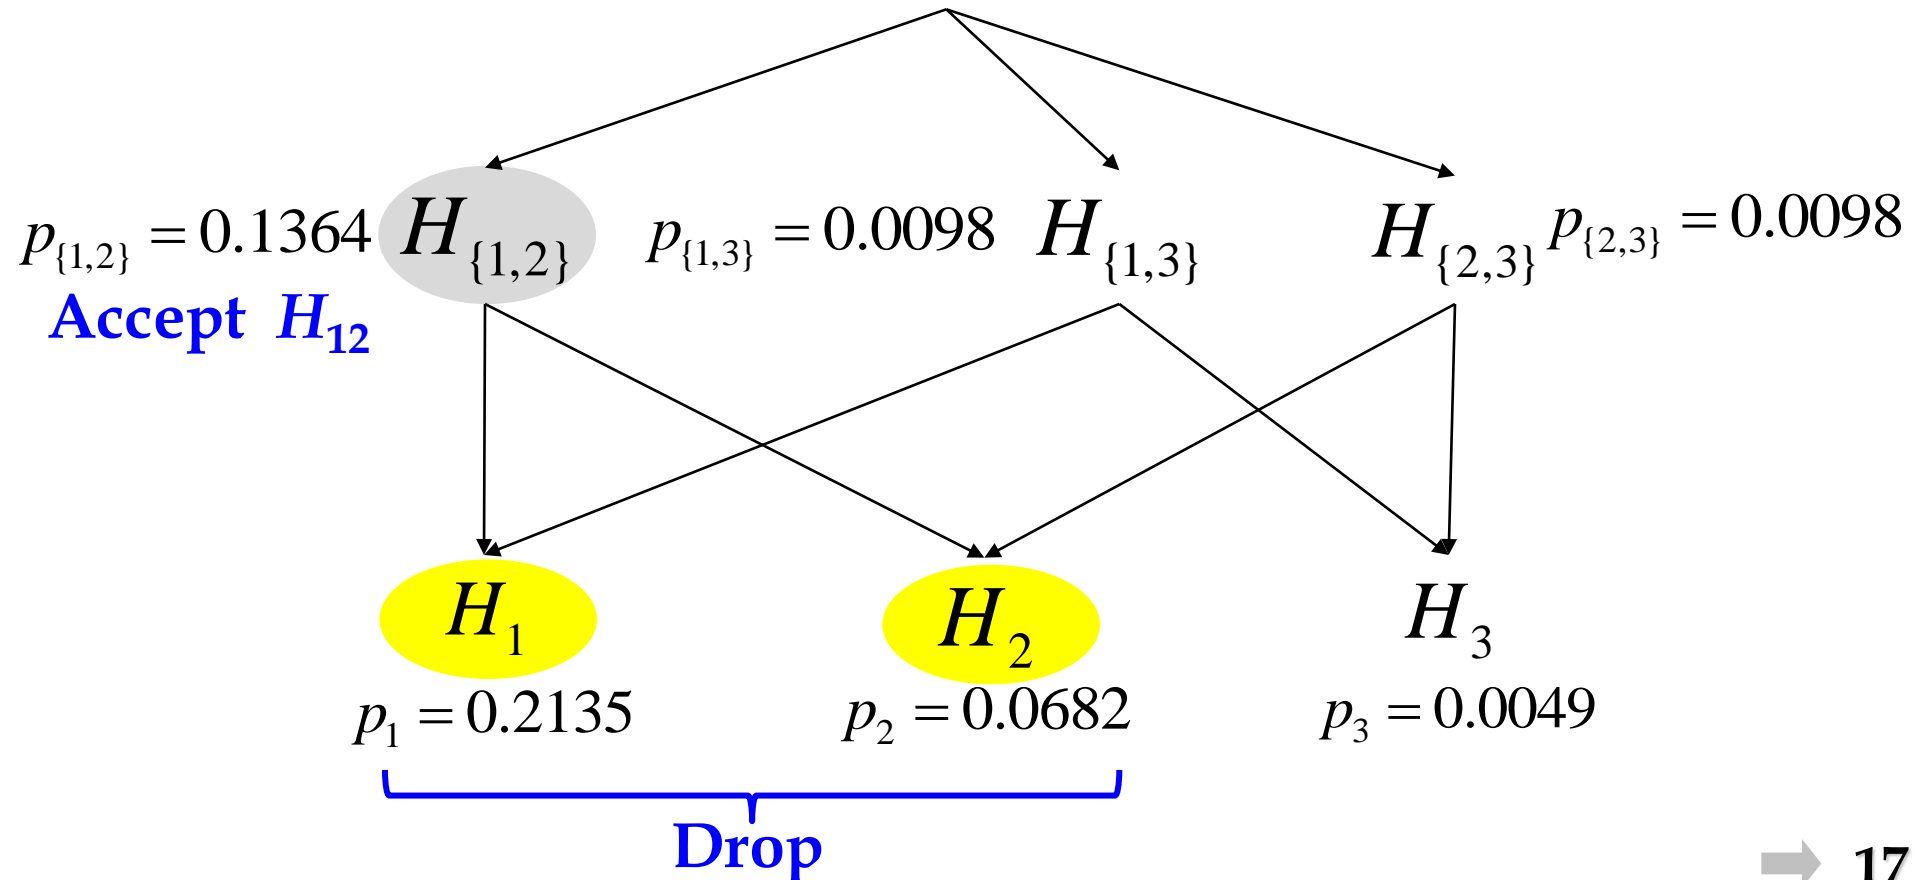 p{1,2} = 0.1364 H{1,2} p{1,3} = 0.0098 H{1,3} H{2,3} p{2,3} = 0.0098
Accept H12
H1 H2 H3
p1 = 0.2135 p2 = 0.0682 p3 = 0.0049
Drop
17